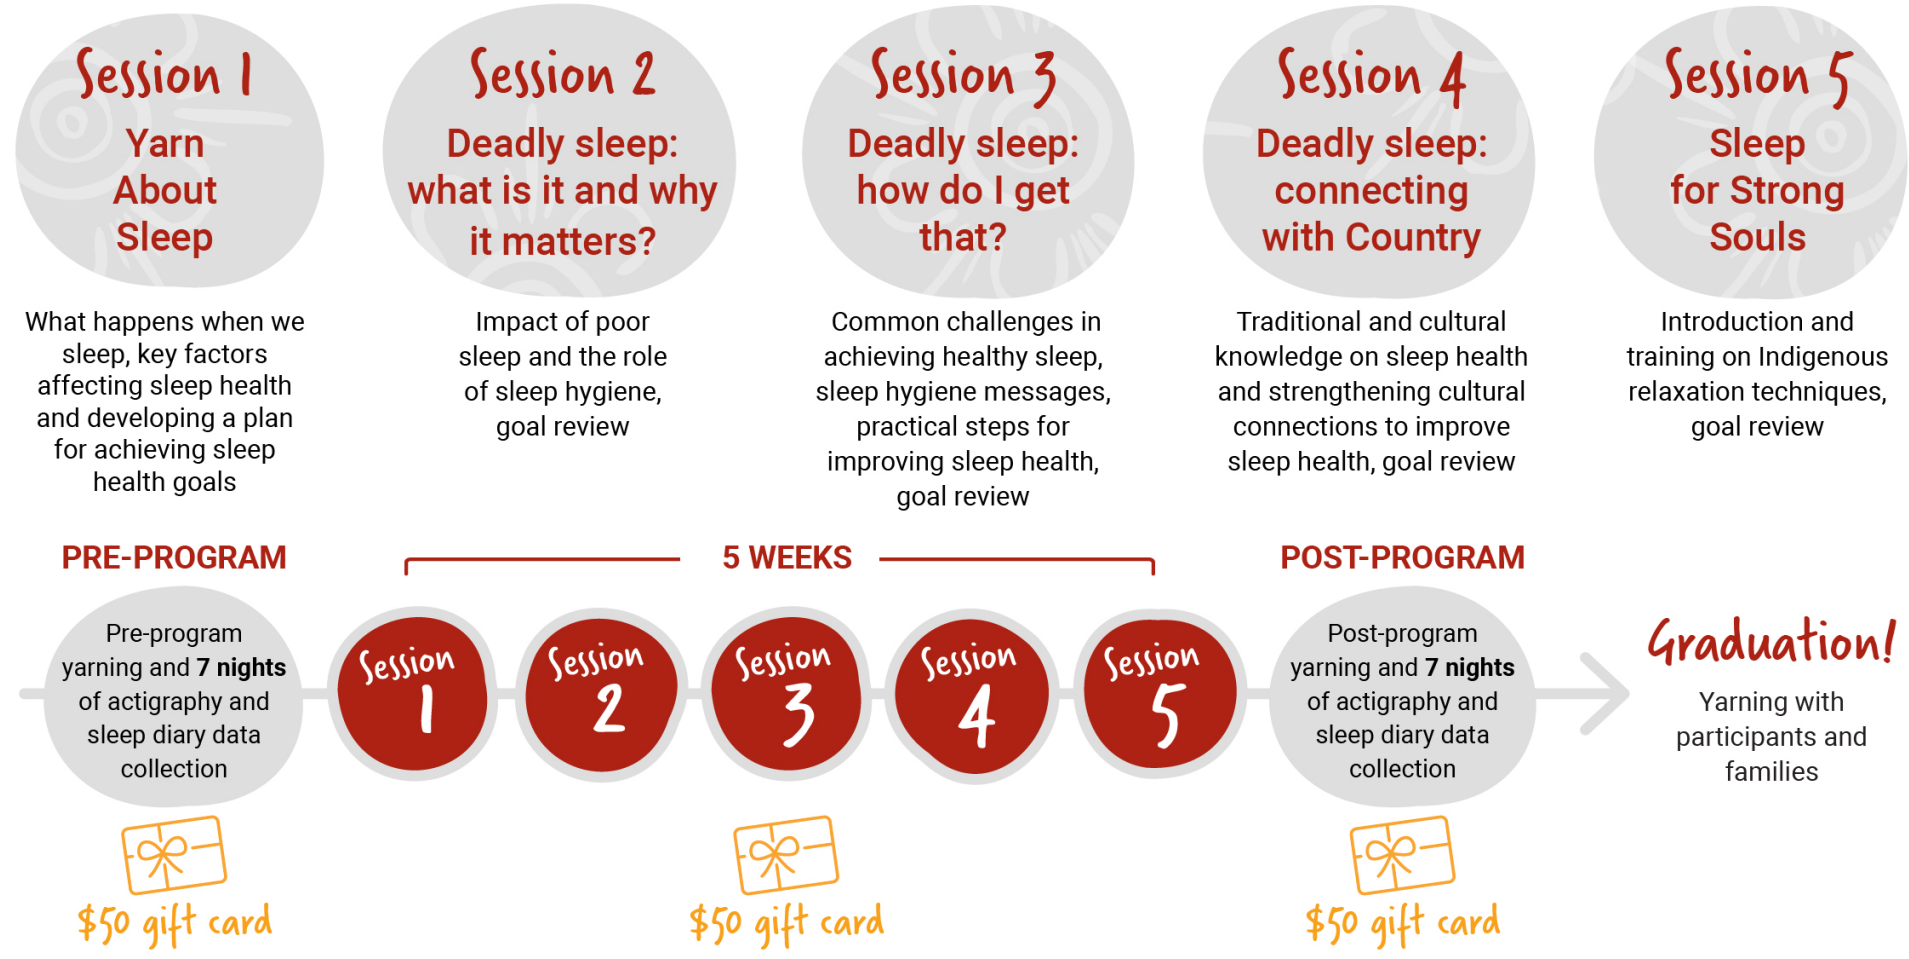 Session 1
Yarn
About
Sleep
What happens when we
sleep, key factors
affecting sleep health
and developing a plan
for achieving sleep
health goals
Session 2
Deadly sleep:
what is it and why
it matters?
Impact of poor
sleep and the role
of sleep hygiene,
goal review
Session 3
Deadly sleep:
how do I get
that?
Common challenges in
achieving healthy sleep,
sleep hygiene messages,
practical steps for
improving sleep health,
goal review
Session 4
Deadly sleep:
connecting
with Country
Traditional and cultural
knowledge on sleep health
and strengthening cultural
connections to improve
sleep health, goal review
Session 5
Sleep
for Strong
Souls
Introduction and
training on Indigenous
relaxation techniques,
goal review
PRE-PROGRAM
Pre-program
yarning and 7 nights
of actigraphy and
sleep diary data
collection
$50 gift card
5 WEEKS
Session
1
Session
2
Session
3
Session
4
Session
5
$50 gift card
POST-PROGRAM
Post-program
yarning and 7 nights
of actigraphy and
sleep diary data
collection
$50 gift card
Graduation!
Yarning with
participants and
families